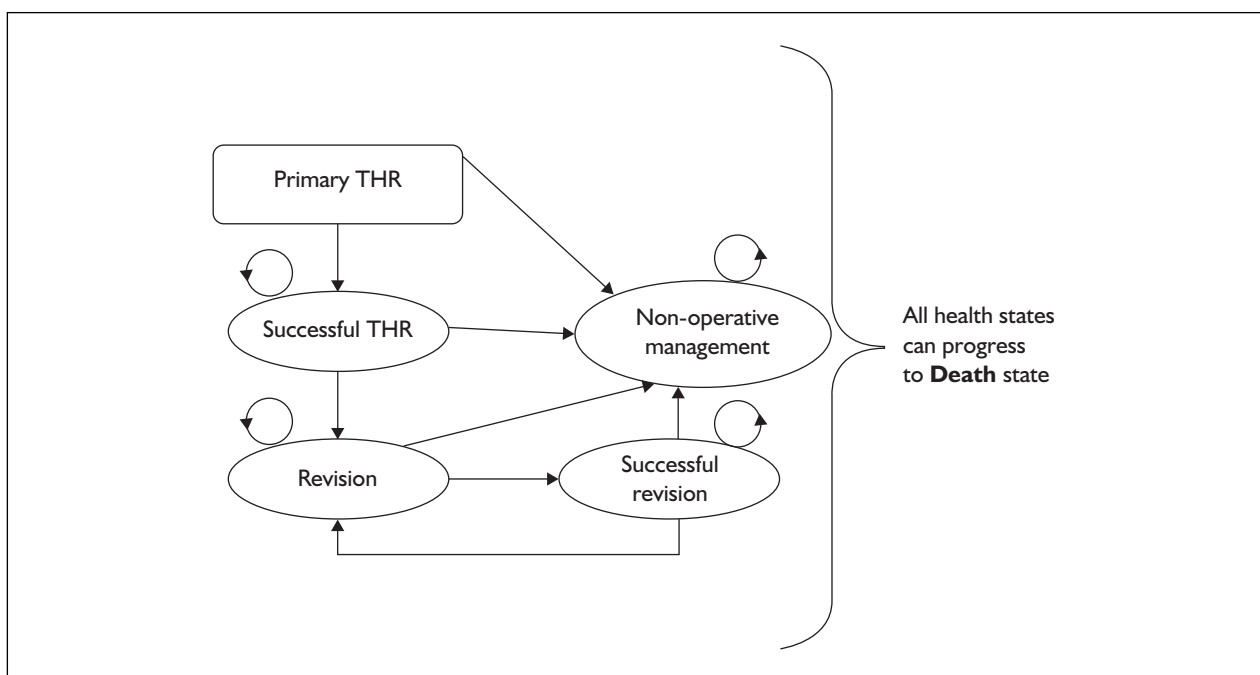 Primary THR
Successful THR
Non-operative
management
All health states
can progress
to Death state
Revision
Successful
revision